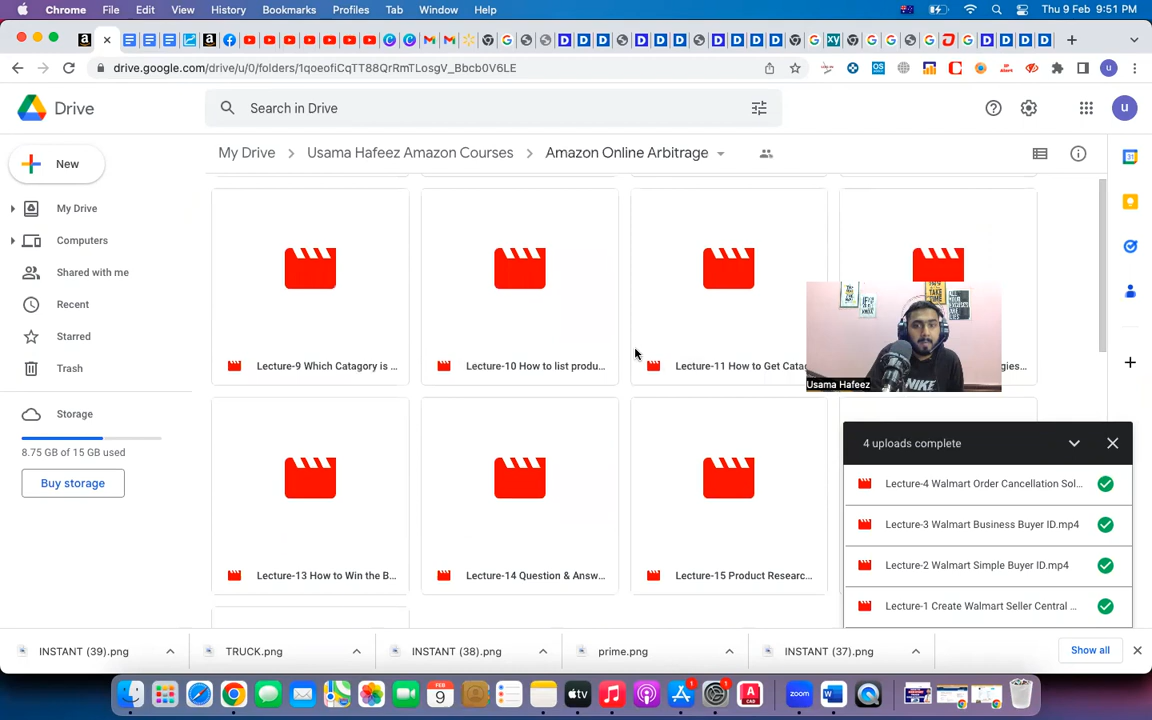 Chrome File Edit View History Bookmarks Profiles Tab Window Help Thu 9 Feb 9:51 PM
drive.google.com/drive/u/0/folders/1qoeofiCqTT88QrRmTLosgV_Bbcb0V6LE
Drive
Search in Drive
New
My Drive
Computers
Shared with me
Recent
Starred
Trash
Storage
8.75 GB of 15 GB used
Buy storage
My Drive > Usama Hafeez Amazon Courses > Amazon Online Arbitrage
Lecture-9 Which Catagory is ...
Lecture-10 How to list produ...
Lecture-11 How to Get Catag
gies...
Usama Hafeez
NIKE
Lecture-13 How to Win the B...
Lecture-14 Question & Answ...
Lecture-15 Product Researc...
4 uploads complete
Lecture-4 Walmart Order Cancellation Sol...
Lecture-3 Walmart Business Buyer ID.mp4
Lecture-2 Walmart Simple Buyer ID.mp4
Lecture-1 Create Walmart Seller Central ...
INSTANT (39).png
TRUCK.png
INSTANT (38).png
prime.png
INSTANT (37).png
Show all